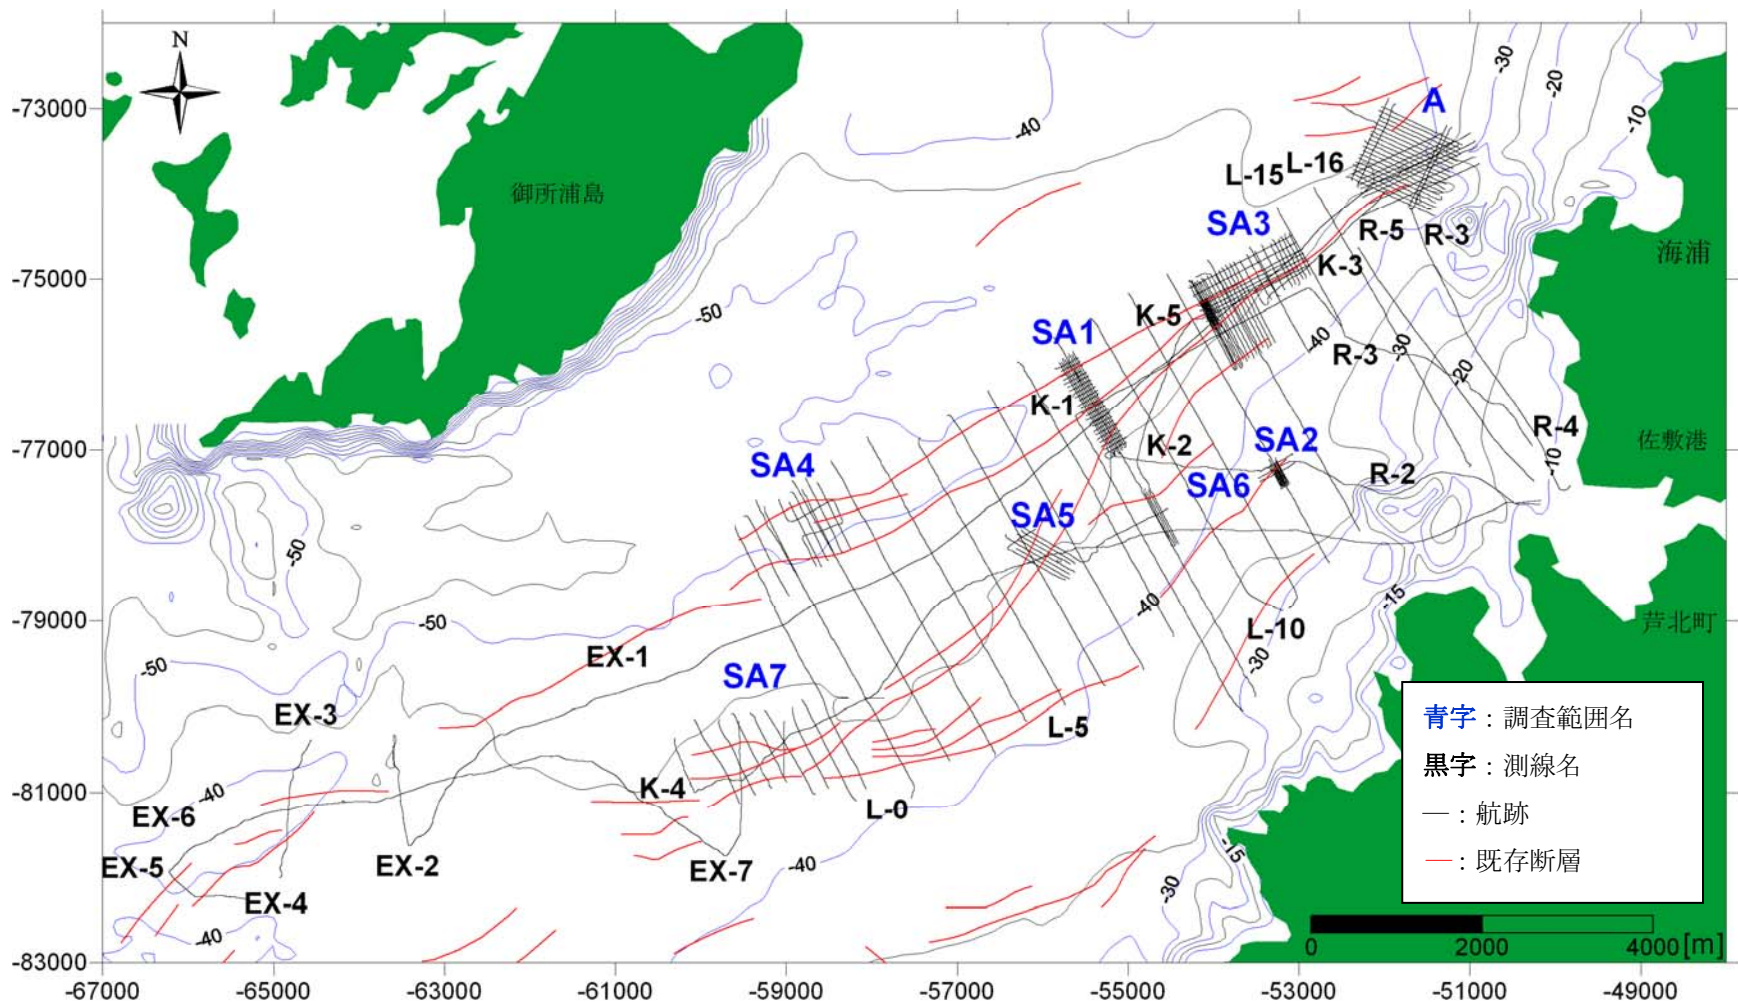 N
-73000
-75000
-77000
-79000
-81000
-83000
-67000
-65000
-63000
-61000
-59000
-57000
-55000
-53000
-51000
-49000
御所浦島
海浦
佐敷港
芦北町
A
L-15
L-16
SA3
R-5
R-3
K-3
K-5
SA1
R-3
K-1
K-2
SA2
R-4
SA4
SA6
R-2
SA5
L-10
EX-1
SA7
EX-3
L-5
K-4
L-0
EX-6
EX-5
EX-2
EX-7
EX-4
-30
-20
-10
-40
-50
-40
-30
-20
-10
-50
-50
-50
-40
-15
-30
-40
-40
-40
-15
-30
青字：調査範囲名
黒字：測線名
―：航跡
―：既存断層
0
2000
4000[m]